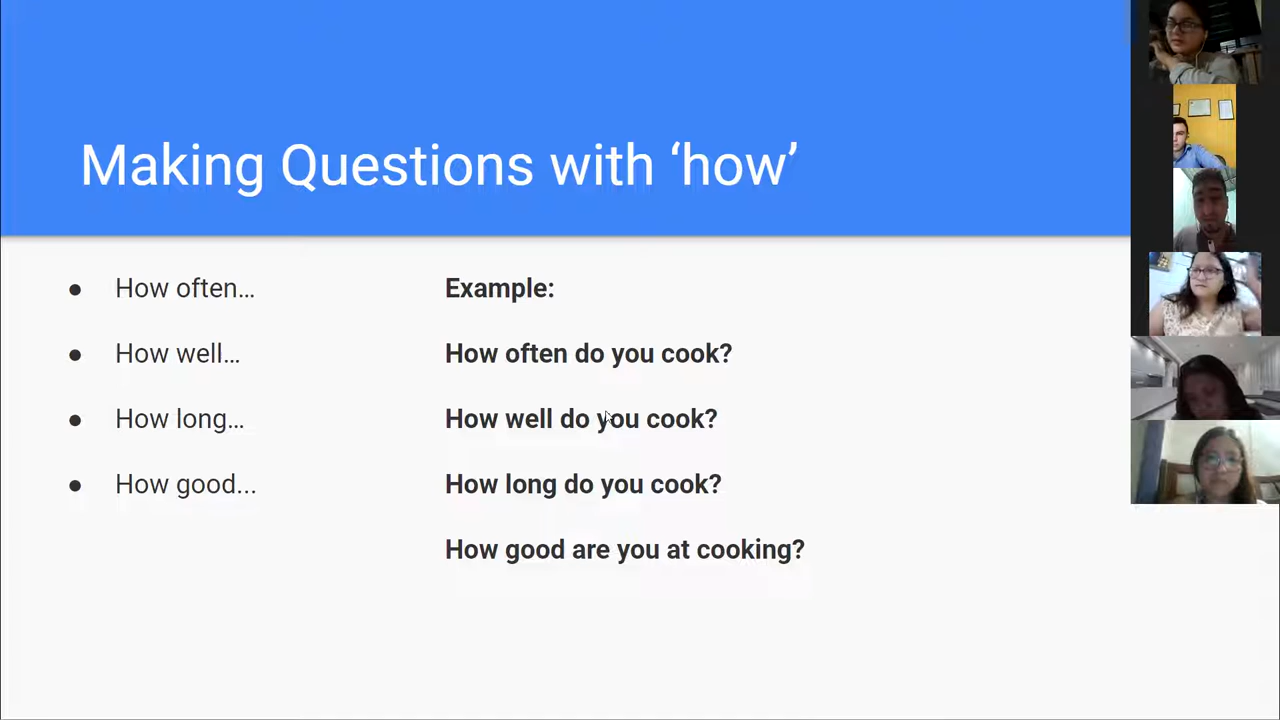 Making Questions with ‘how’
● How often…
● How well…
● How long…
● How good...
Example:
How often do you cook?
How well do you cook?
How long do you cook?
How good are you at cooking?